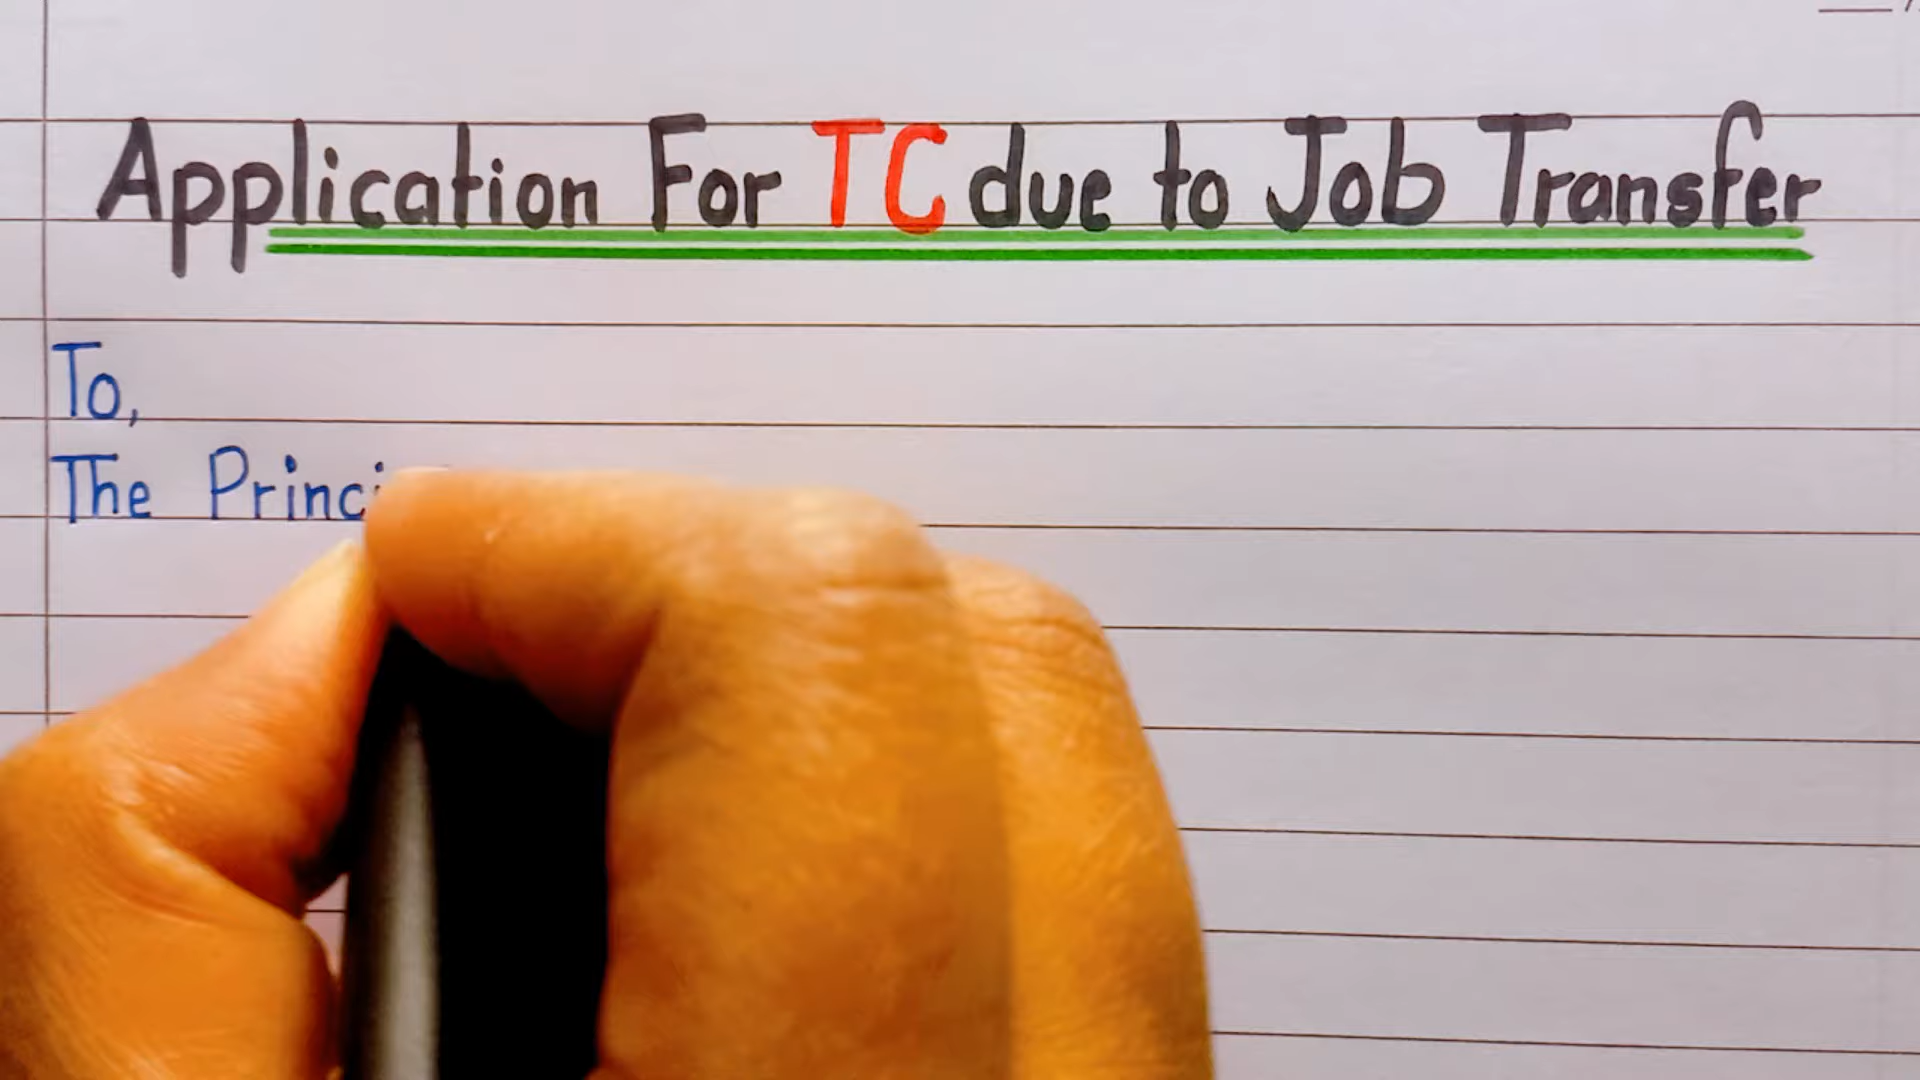 Application For TC due to Job Transfer
To,
The Princi